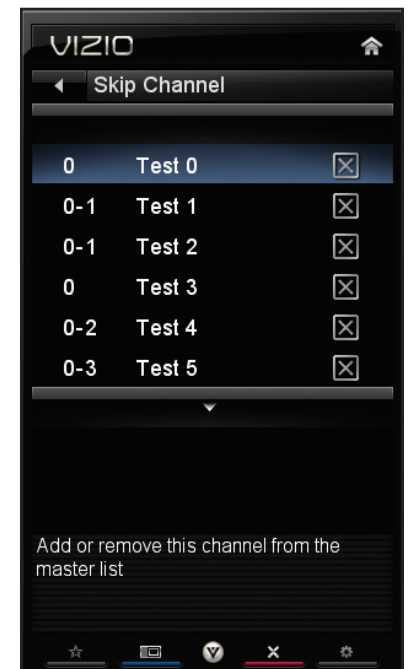 VIZIO
Skip Channel
0 Test 0
0-1 Test 1
0-1 Test 2
0 Test 3
0-2 Test 4
0-3 Test 5
Add or remove this channel from the
master list
V